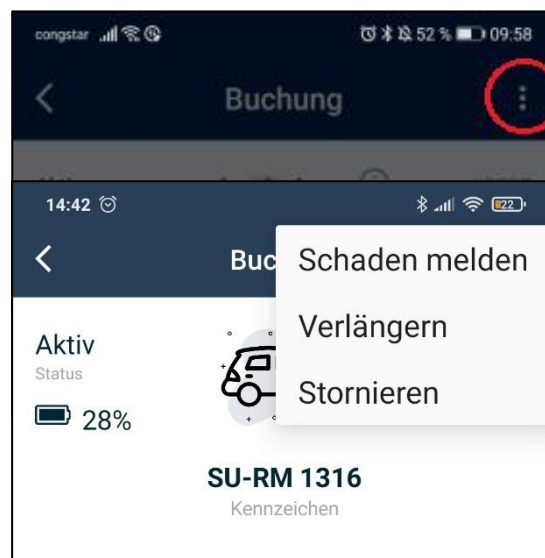 congstar 52 % 09:58
Buchung
14:42 22
Buc Schaden melden
Verlängern
Aktiv
Status
Stornieren
28%
SU-RM 1316
Kennzeichen